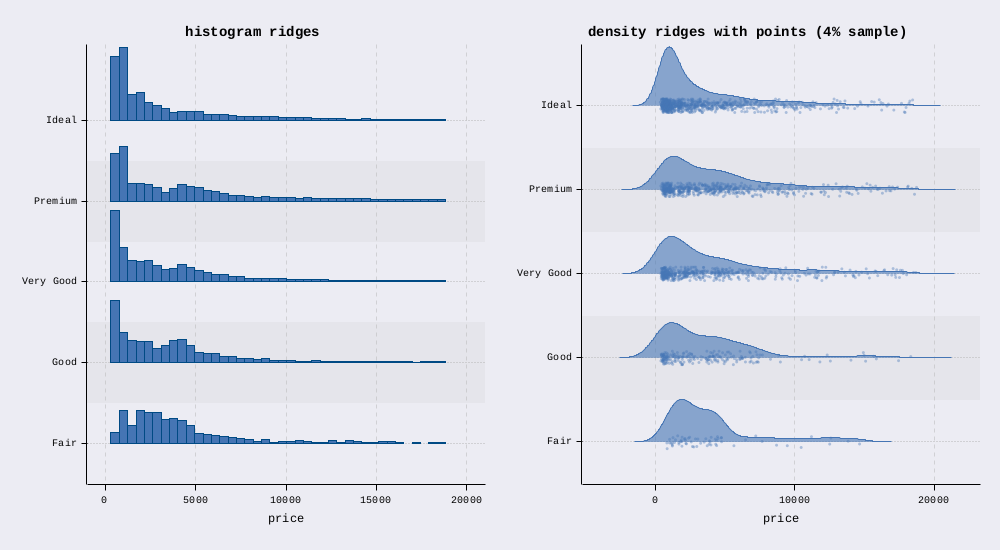 histogram ridges
Ideal
Premium
Very Good
Good
Fair
0 5000 10000 15000 20000
price
density ridges with points (4% sample)
Ideal
Premium
Very Good
Good
Fair
0 10000 20000
price